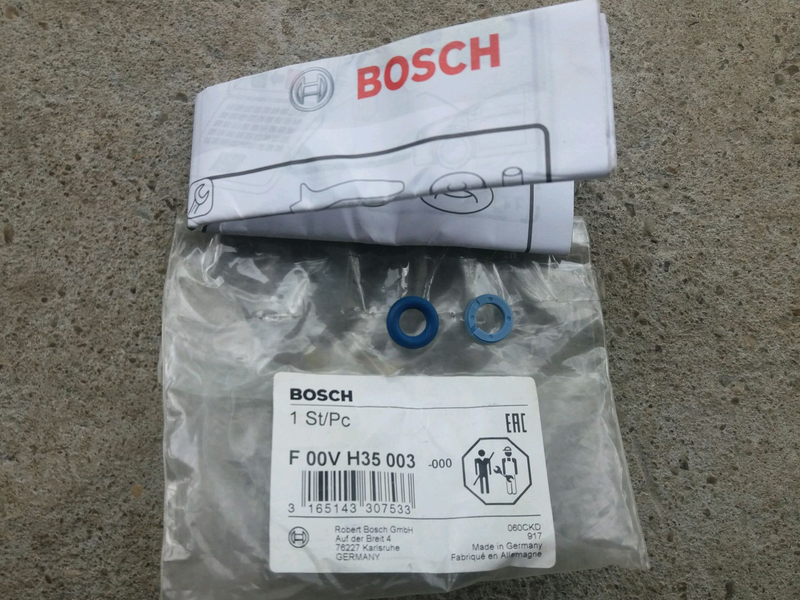 BOSCH
BOSCH
1 St/Pc
EAC
F 00V H35 003 -000
3 165143 307533
Robert Bosch GmbH
Auf der Breit 4
76227 Karlsruhe
GERMANY
060CKD
917
Made in Germany
Fabriqué en Allemagne